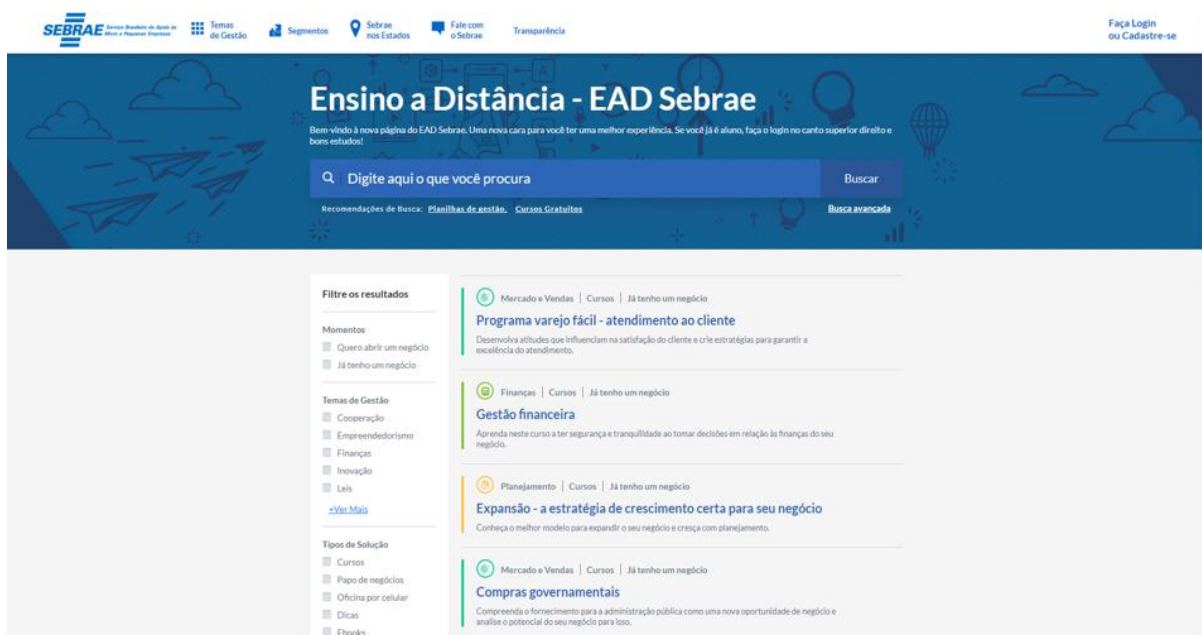 SEBRAE
Serviço Brasileiro de Apoio às
Micro e Pequenas Empresas
Temas
de Gestão
Segmentos
Sebrae
nos Estados
Fale com
o Sebrae
Transparência
Faça Login
ou Cadastre-se
Ensino a Distância - EAD Sebrae
Bem-vindo à nova página do EAD Sebrae. Uma nova cara para você ter uma melhor experiência. Se você já é aluno, faça o login no canto superior direito e
bons estudos!
Digite aqui o que você procura
Buscar
Recomendações de Busca: Planilhas de gestão, Cursos Gratuitos
Busca avançada
Filtre os resultados
Momentos
Quero abrir um negócio
Já tenho um negócio
Temas de Gestão
Cooperação
Empreendedorismo
Finanças
Inovação
Leis
+Ver Mais
Tipos de Solução
Cursos
Papo de negócios
Oficina por celular
Dicas
Ebooks
Mercado e Vendas | Cursos | Já tenho um negócio
Programa varejo fácil - atendimento ao cliente
Desenvolva atitudes que influenciam na satisfação do cliente e crie estratégias para garantir a
excelência do atendimento.
Finanças | Cursos | Já tenho um negócio
Gestão financeira
Aprenda neste curso a ter segurança e tranquilidade ao tomar decisões em relação às finanças do seu
negócio.
Planejamento | Cursos | Já tenho um negócio
Expansão - a estratégia de crescimento certa para seu negócio
Conheça o melhor modelo para expandir o seu negócio e cresça com planejamento.
Mercado e Vendas | Cursos | Já tenho um negócio
Compras governamentais
Compreenda o fornecimento para a administração pública como uma nova oportunidade de negócio e
analise o potencial do seu negócio para isso.